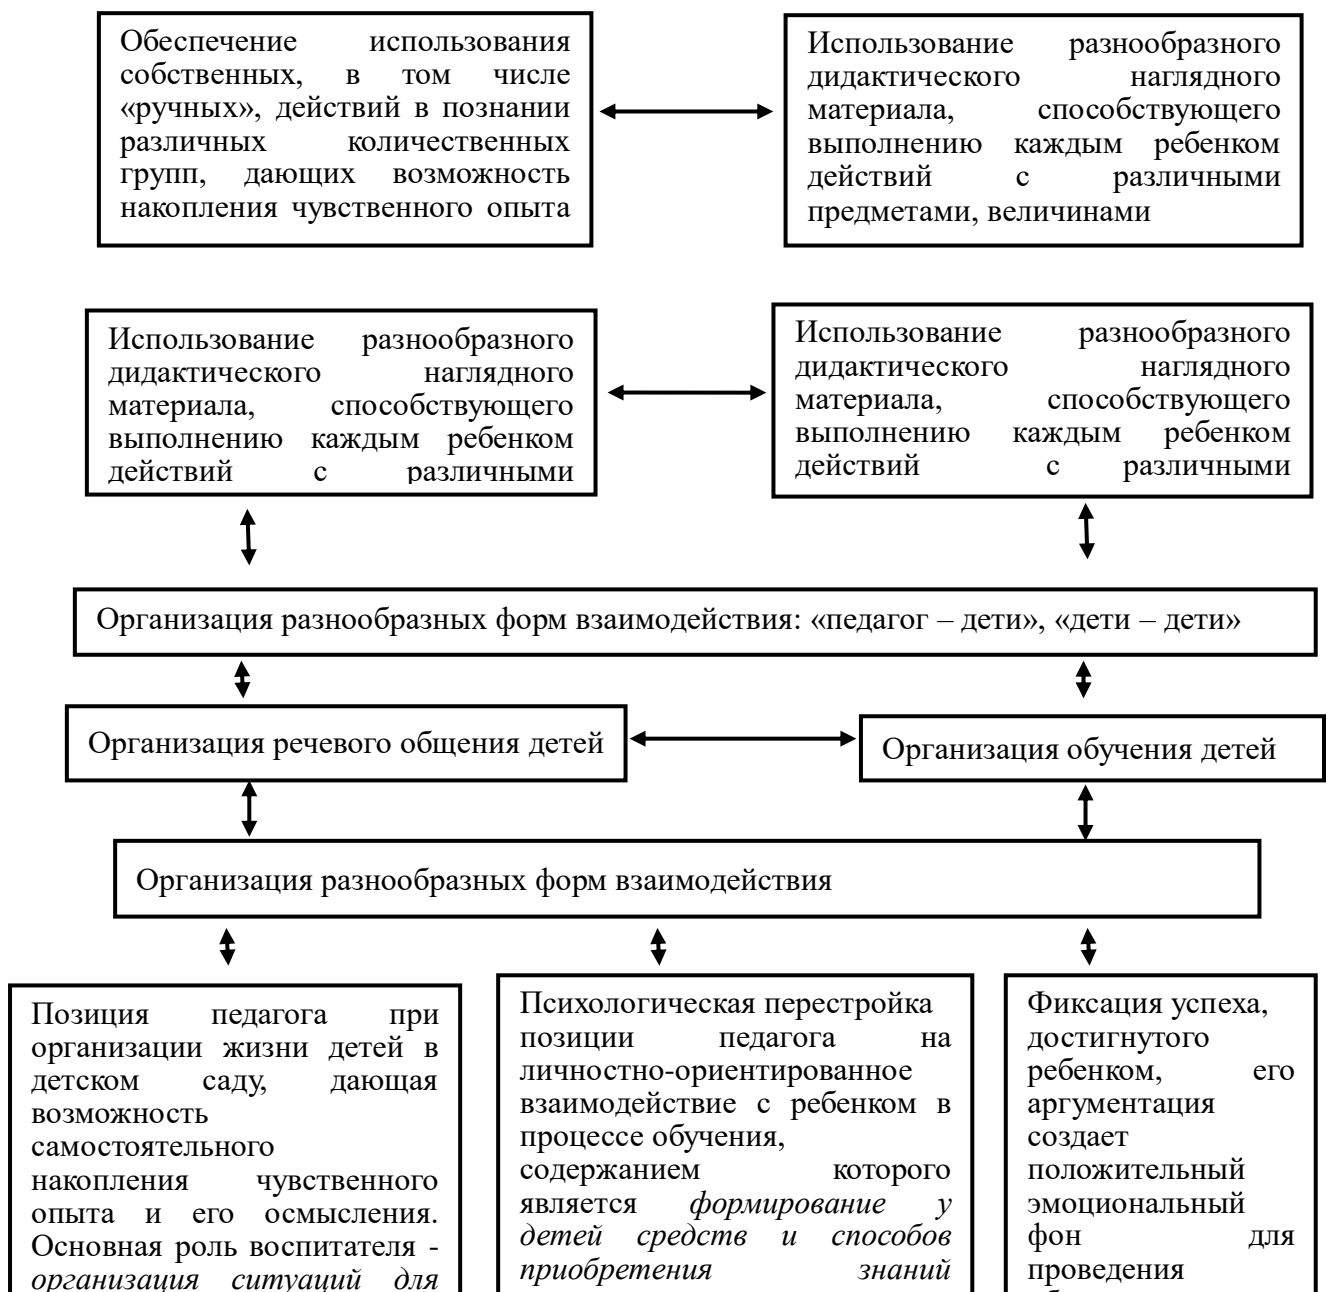 Обеспечение использования
собственных, в том числе
«ручных», действий в познании
различных количественных
групп, дающих возможность
накопления чувственного опыта
Использование разнообразного
дидактического наглядного
материала, способствующего
выполнению каждым ребенком
действий с различными
предметами, величинами
Использование разнообразного
дидактического наглядного
материала, способствующего
выполнению каждым ребенком
действий с различными
Использование разнообразного
дидактического наглядного
материала, способствующего
выполнению каждым ребенком
действий с различными
Организация разнообразных форм взаимодействия: «педагог – дети», «дети – дети»
Организация речевого общения детей
Организация обучения детей
Организация разнообразных форм взаимодействия
Позиция педагога при
организации жизни детей в
детском саду, дающая
возможность
самостоятельного
накопления чувственного
опыта и его осмысления.
Основная роль воспитателя -
организация ситуаций для
Психологическая перестройка
позиции педагога на
личностно-ориентированное
взаимодействие с ребенком в
процессе обучения,
содержанием которого
является формирование у
детей средств и способов
приобретения знаний
Фиксация успеха,
достигнутого
ребенком, его
аргументация
создает
положительный
эмоциональный
фон для
проведения